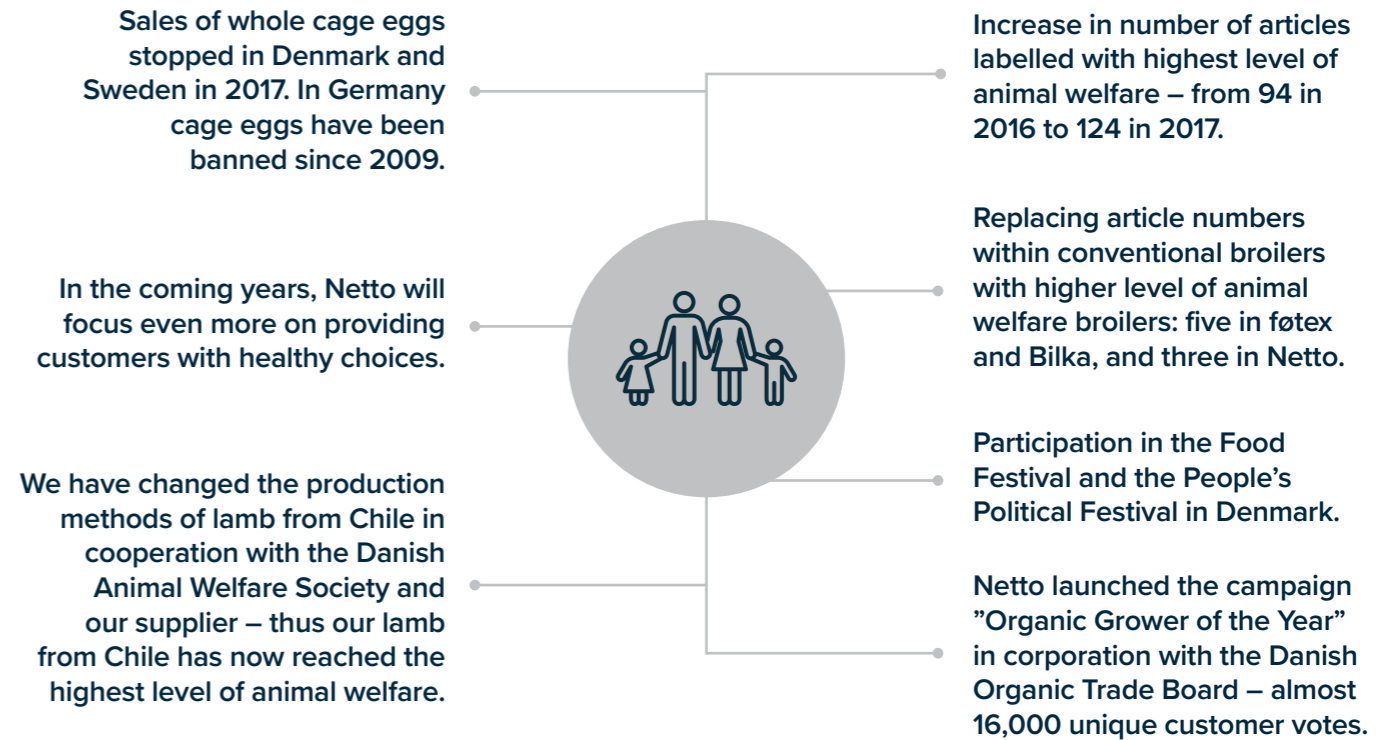 Sales of whole cage eggs
stopped in Denmark and
Sweden in 2017. In Germany
cage eggs have been
banned since 2009.
In the coming years, Netto will
focus even more on providing
customers with healthy choices.
We have changed the production
methods of lamb from Chile in
cooperation with the Danish
Animal Welfare Society and
our supplier – thus our lamb
from Chile has now reached the
highest level of animal welfare.
Increase in number of articles
labelled with highest level of
animal welfare – from 94 in
2016 to 124 in 2017.
Replacing article numbers
within conventional broilers
with higher level of animal
welfare broilers: five in føtex
and Bilka, and three in Netto.
Participation in the Food
Festival and the People’s
Political Festival in Denmark.
Netto launched the campaign
”Organic Grower of the Year”
in corporation with the Danish
Organic Trade Board – almost
16,000 unique customer votes.